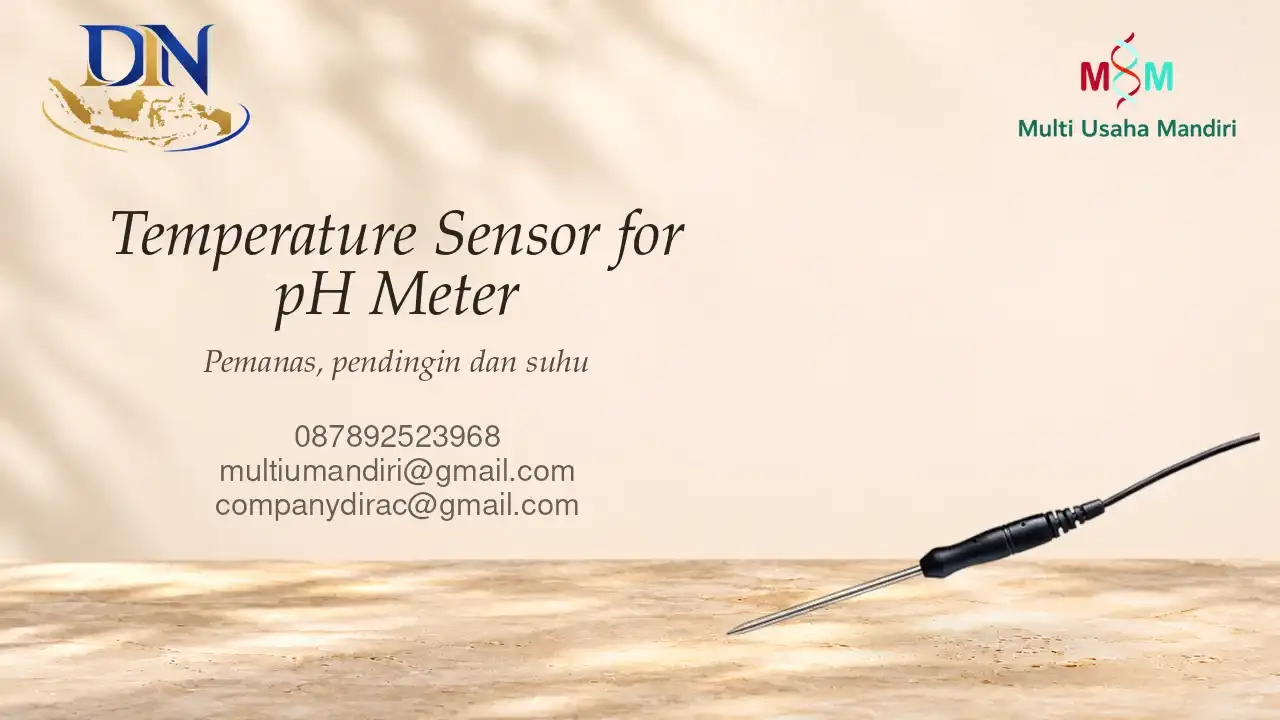 DN
M M
Multi Usaha Mandiri
Temperature Sensor for
pH Meter
Pemanas, pendingin dan suhu
087892523968
multiumandiri@gmail.com
companydirac@gmail.com